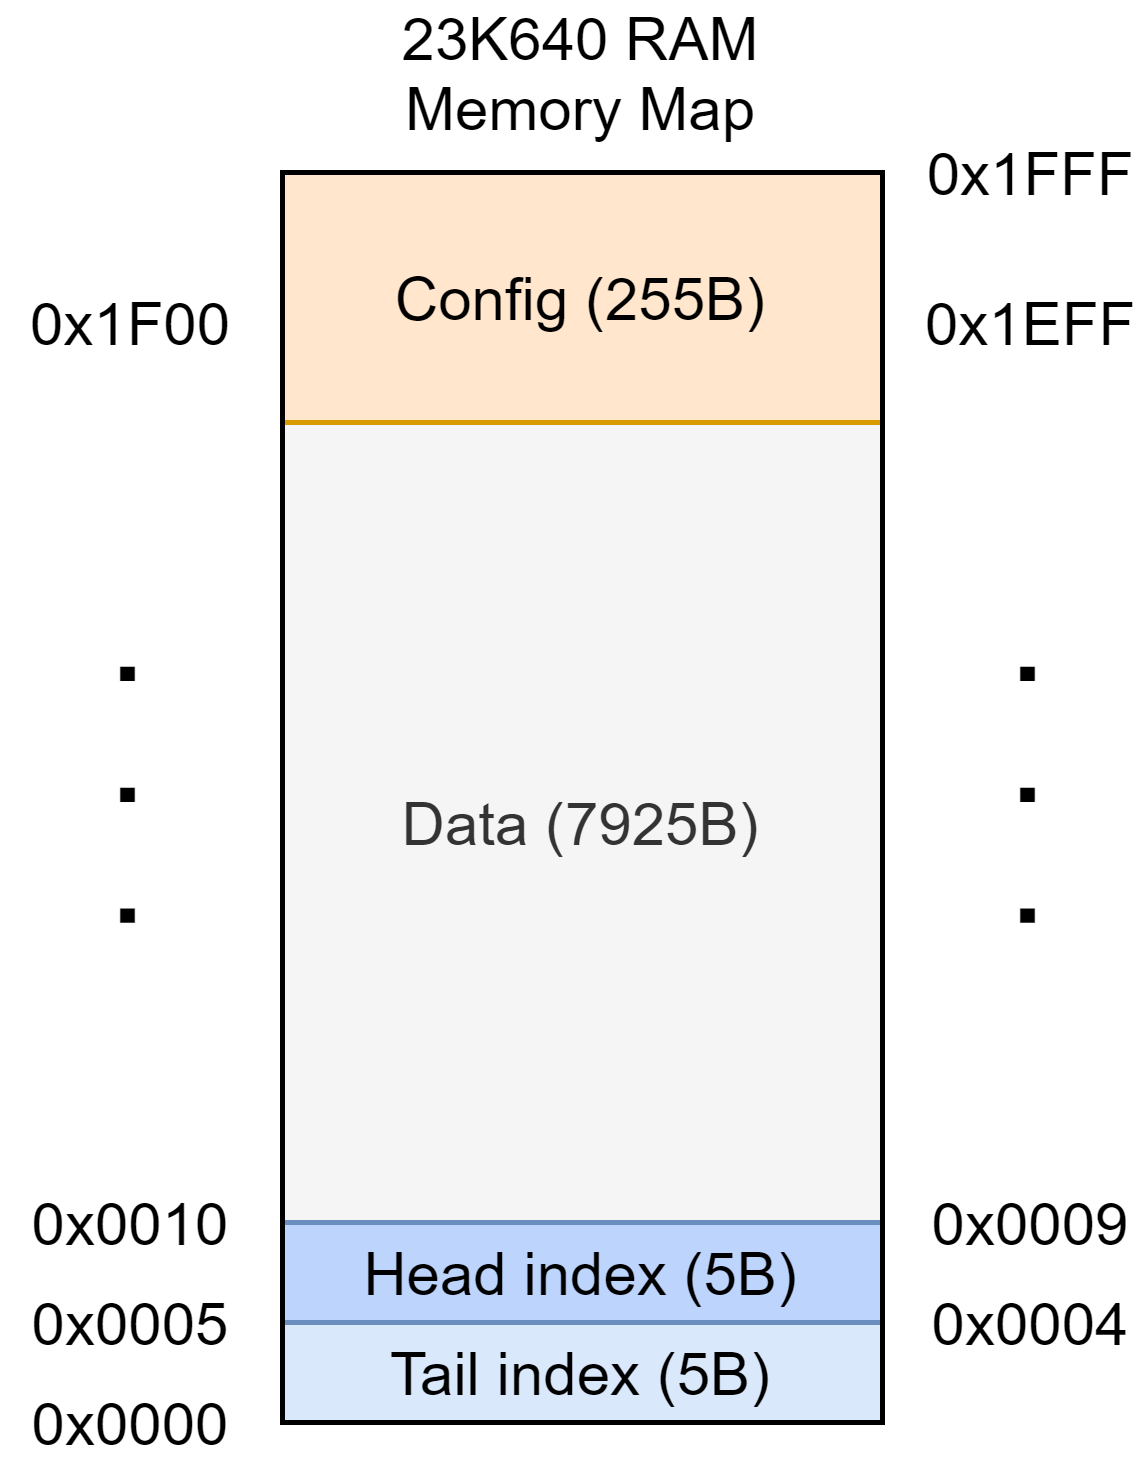 23K640 RAM
Memory Map
0x1FFF
Config (255B)
0x1F00
0x1EFF
Data (7925B)
0x0010
0x0009
Head index (5B)
0x0005
0x0004
Tail index (5B)
0x0000